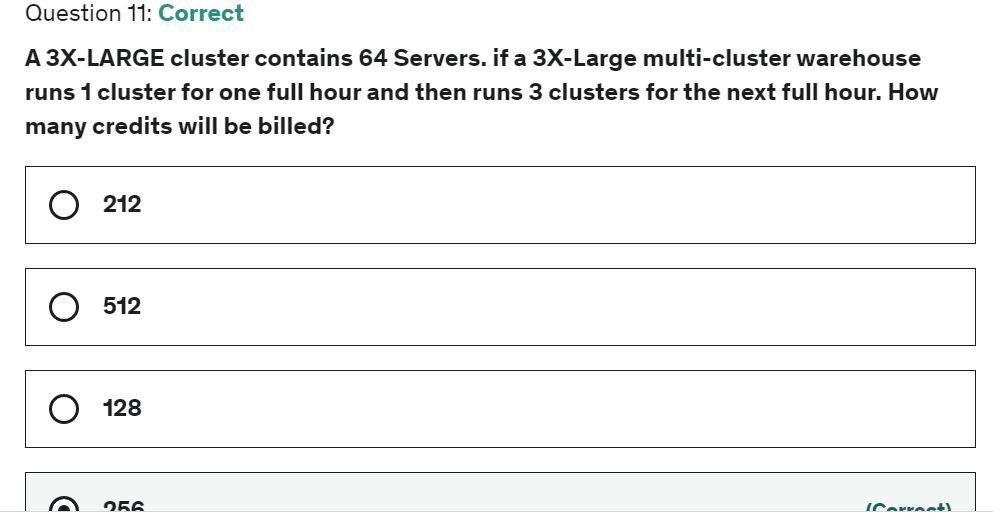 Question 11: Correct
A 3X-LARGE cluster contains 64 Servers. if a 3X-Large multi-cluster warehouse
runs 1 cluster for one full hour and then runs 3 clusters for the next full hour. How
many credits will be billed?
212
512
128
256 (Correct)